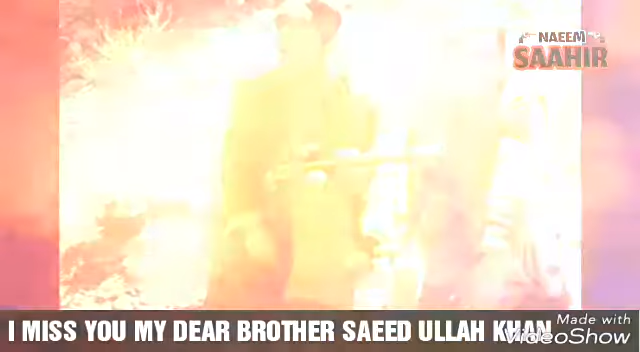 NAEEM
SAAHIR
I MISS YOU MY DEAR BROTHER SAEED ULLAH KHAN
Made with
VideoShow